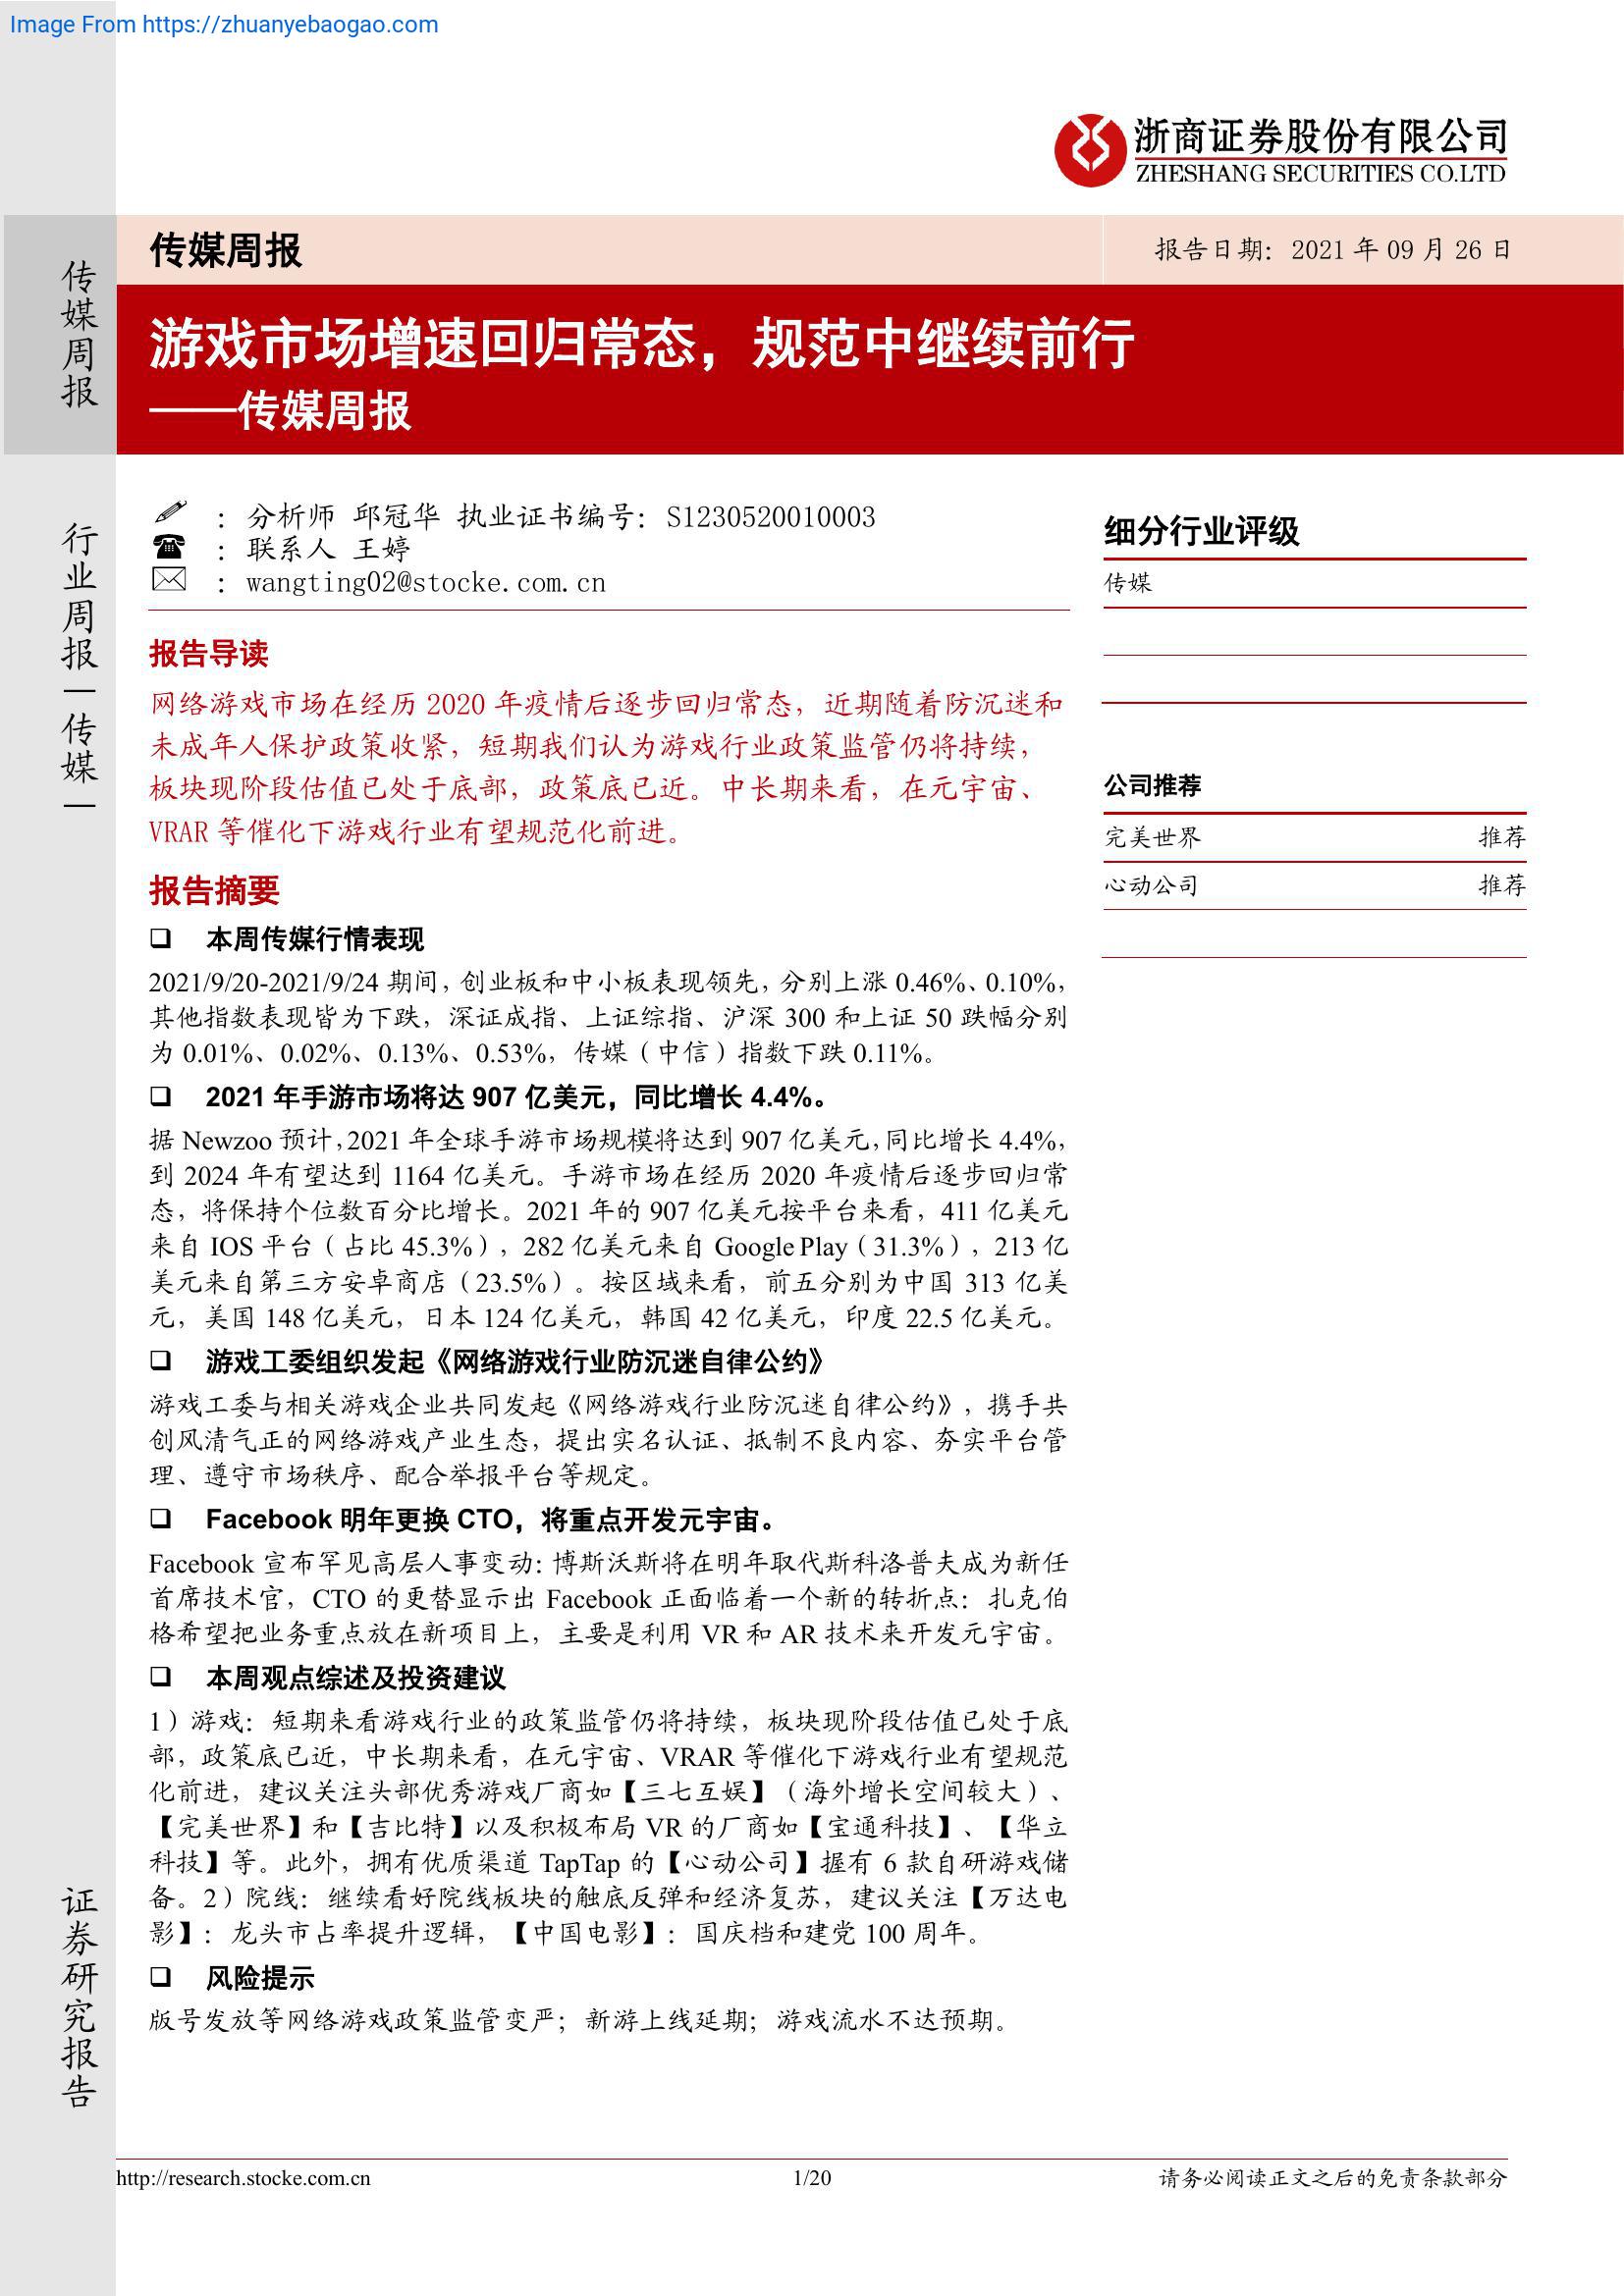 Image From https://zhuanyebaogao.com
浙商证券股份有限公司
ZHESHANG SECURITIES CO.LTD
传媒周报
报告日期：2021 年 09 月 26 日
游戏市场增速回归常态，规范中继续前行
——传媒周报
传媒周报
行业周报|传媒|
证券研究报告
：分析师 邱冠华 执业证书编号：S1230520010003
：联系人 王婷
：wangting02@stocke.com.cn
报告导读
网络游戏市场在经历 2020 年疫情后逐步回归常态，近期随着防沉迷和
未成年人保护政策收紧，短期我们认为游戏行业政策监管仍将持续，
板块现阶段估值已处于底部，政策底已近。中长期来看，在元宇宙、
VRAR 等催化下游戏行业有望规范化前进。
报告摘要
❑ 本周传媒行情表现
2021/9/20-2021/9/24 期间，创业板和中小板表现领先，分别上涨 0.46%、0.10%，
其他指数表现皆为下跌，深证成指、上证综指、沪深 300 和上证 50 跌幅分别
为 0.01%、0.02%、0.13%、0.53%，传媒（中信）指数下跌 0.11%。
❑ 2021 年手游市场将达 907 亿美元，同比增长 4.4%。
据 Newzoo 预计，2021 年全球手游市场规模将达到 907 亿美元，同比增长 4.4%，
到 2024 年有望达到 1164 亿美元。手游市场在经历 2020 年疫情后逐步回归常
态，将保持个位数百分比增长。2021 年的 907 亿美元按平台来看，411 亿美元
来自 IOS 平台（占比 45.3%），282 亿美元来自 Google Play（31.3%），213 亿
美元来自第三方安卓商店（23.5%）。按区域来看，前五分别为中国 313 亿美
元，美国 148 亿美元，日本 124 亿美元，韩国 42 亿美元，印度 22.5 亿美元。
❑ 游戏工委组织发起《网络游戏行业防沉迷自律公约》
游戏工委与相关游戏企业共同发起《网络游戏行业防沉迷自律公约》，携手共
创风清气正的网络游戏产业生态，提出实名认证、抵制不良内容、夯实平台管
理、遵守市场秩序、配合举报平台等规定。
❑ Facebook 明年更换 CTO，将重点开发元宇宙。
Facebook 宣布罕见高层人事变动：博斯沃斯将在明年取代斯科洛普夫成为新任
首席技术官，CTO 的更替显示出 Facebook 正面临着一个新的转折点：扎克伯
格希望把业务重点放在新项目上，主要是利用 VR 和 AR 技术来开发元宇宙。
❑ 本周观点综述及投资建议
1）游戏：短期来看游戏行业的政策监管仍将持续，板块现阶段估值已处于底
部，政策底已近，中长期来看，在元宇宙、VRAR 等催化下游戏行业有望规范
化前进，建议关注头部优秀游戏厂商如【三七互娱】（海外增长空间较大）、
【完美世界】和【吉比特】以及积极布局 VR 的厂商如【宝通科技】、【华立
科技】等。此外，拥有优质渠道 TapTap 的【心动公司】握有 6 款自研游戏储
备。2）院线：继续看好院线板块的触底反弹和经济复苏，建议关注【万达电
影】：龙头市占率提升逻辑，【中国电影】：国庆档和建党 100 周年。
❑ 风险提示
版号发放等网络游戏政策监管变严；新游上线延期；游戏流水不达预期。
细分行业评级
传媒
公司推荐
完美世界 推荐
心动公司 推荐
http://research.stocke.com.cn
1/20
请务必阅读正文之后的免责条款部分